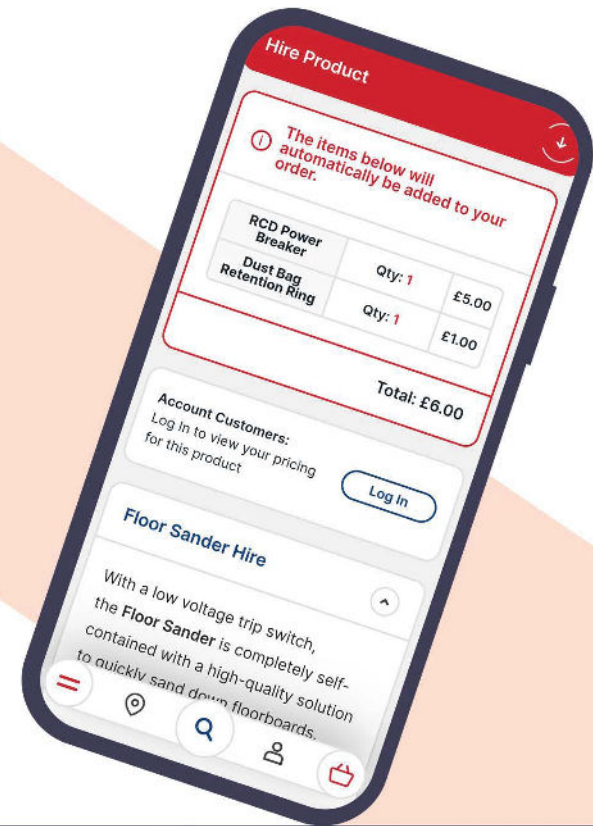 Hire Product
The items below will
automatically be added to your
order.
RCD Power
Breaker
Qty: 1
£5.00
Dust Bag
Retention Ring
Qty: 1
£1.00
Total: £6.00
Account Customers:
Log In to view your pricing
for this product
Log In
Floor Sander Hire
With a low voltage trip switch,
the Floor Sander is completely self-
contained with a high-quality solution
to quickly sand down floorboards.